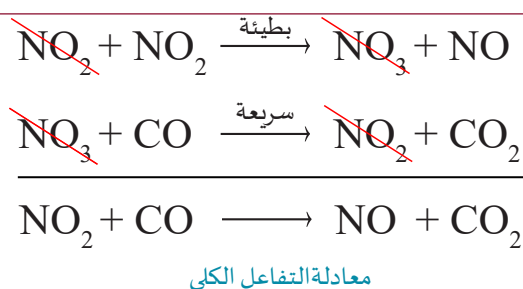 NO₂ + NO₂ بطيئة ⟶ NO₃ + NO
NO₃ + CO سريعة ⟶ NO₂ + CO₂
NO₂ + CO ⟶ NO + CO₂
معادلة التفاعل الكلي